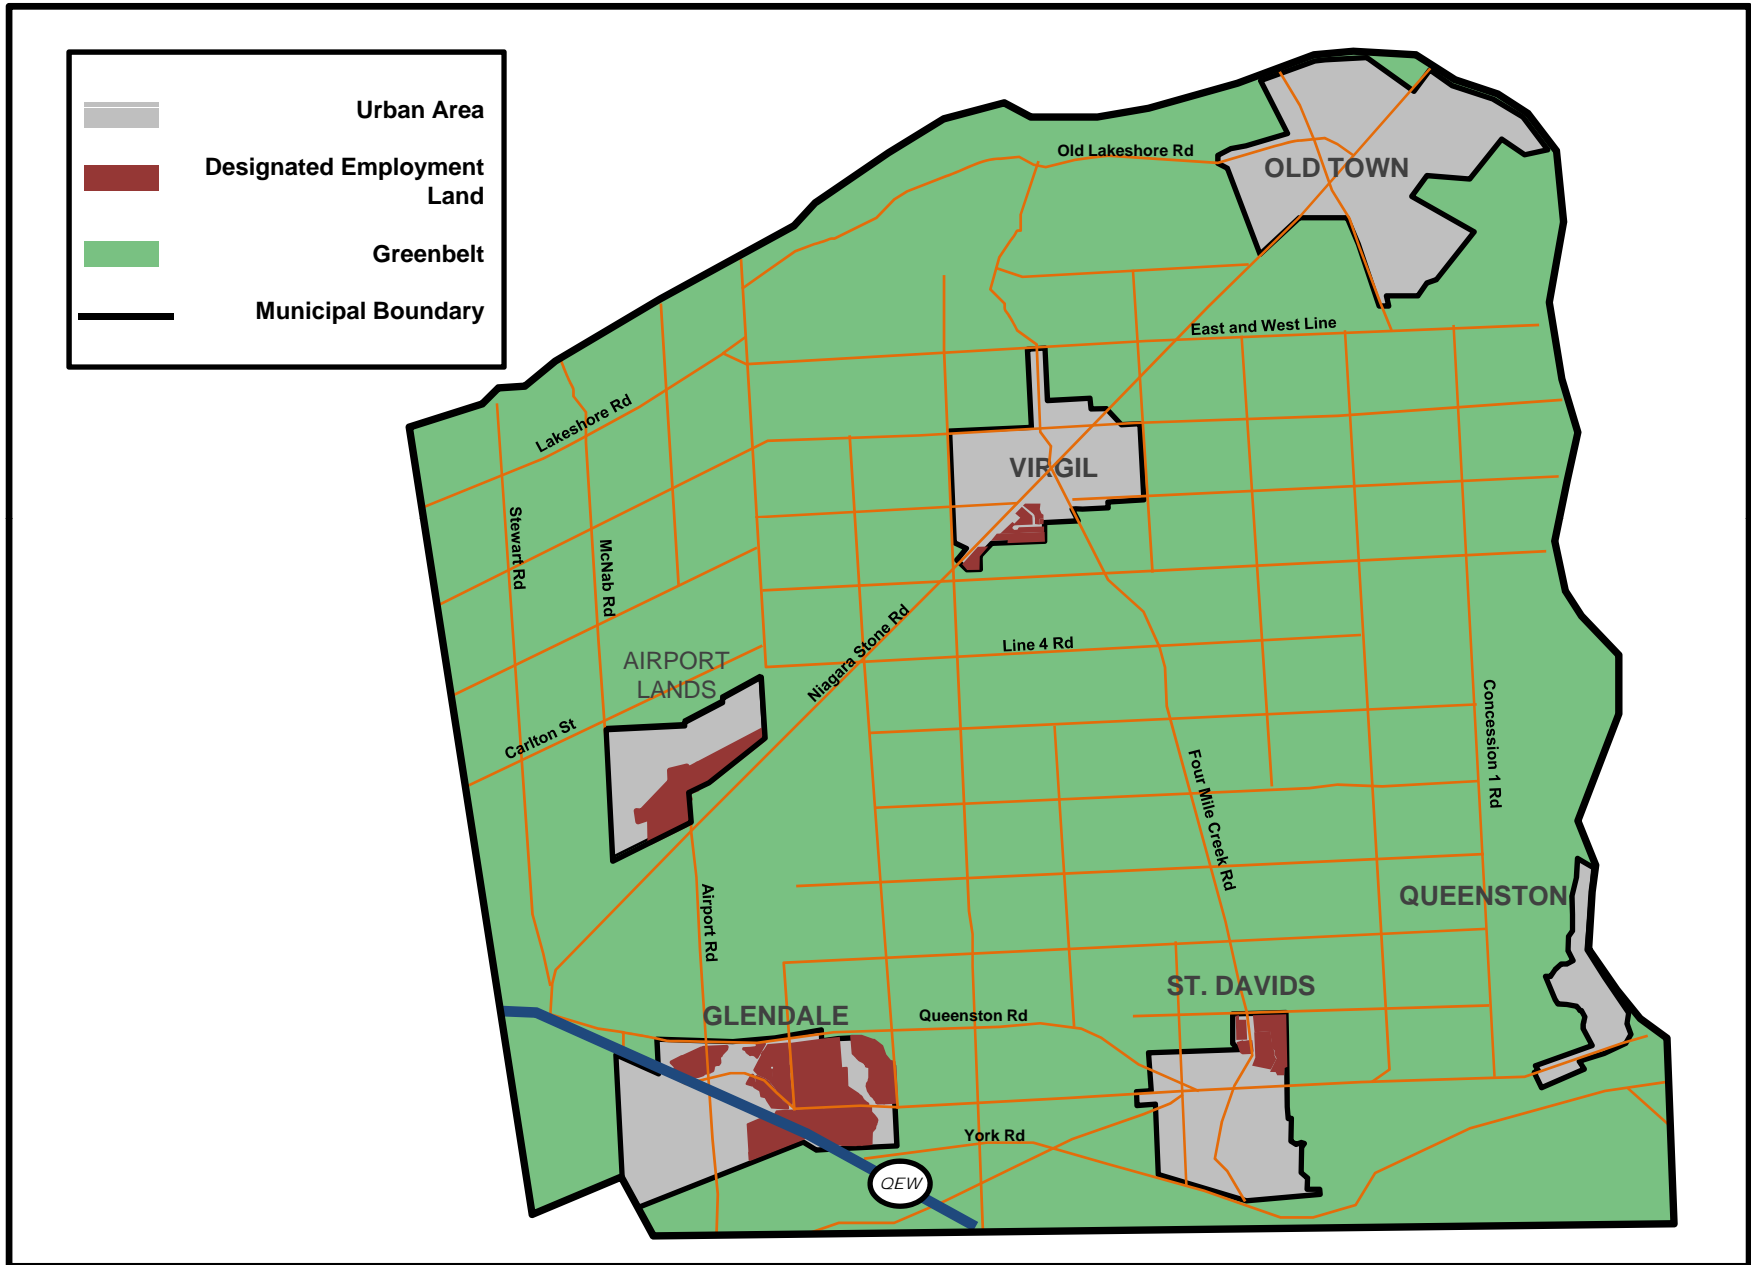 Urban Area
Designated Employment
Land
Greenbelt
Municipal Boundary
Old Lakeshore Rd
OLD TOWN
East and West Line
Lakeshore Rd
VIRGIL
Stewart Rd
McNab Rd
Niagara Stone Rd
Line 4 Rd
AIRPORT
LANDS
Carlton St
Concession 1 Rd
Four Mile Creek Rd
Airport Rd
QUEENSTON
ST. DAVIDS
GLENDALE
Queenston Rd
York Rd
QEW